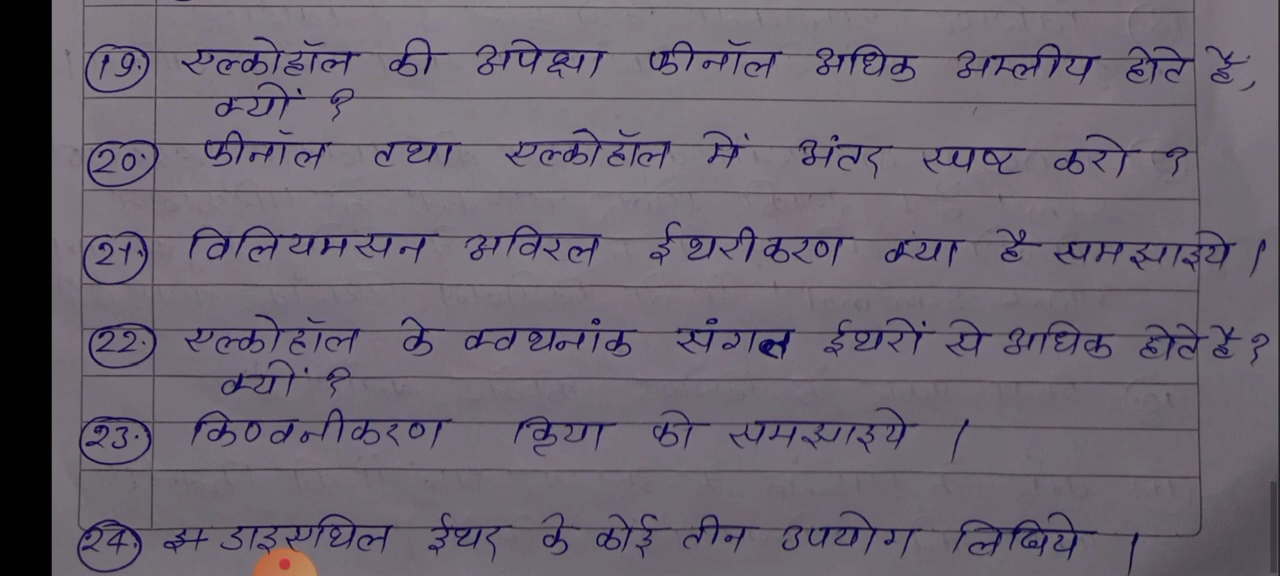 19. एल्कोहॉल की अपेक्षा फीनॉल अधिक अम्लीय होते है,
क्यों ?
20. फीनॉल तथा एल्कोहॉल में अंतर स्पष्ट करो ?
21. विलियमसन अविरल ईथरीकरण क्या है समझाइये ।
22. एल्कोहॉल के क्वथनांक संगत ईथरों से अधिक होते है ?
क्यों ?
23. किण्वनीकरण क्रिया को समझाइये ।
24. डाइएथिल ईथर के कोई तीन उपयोग लिखिये ।